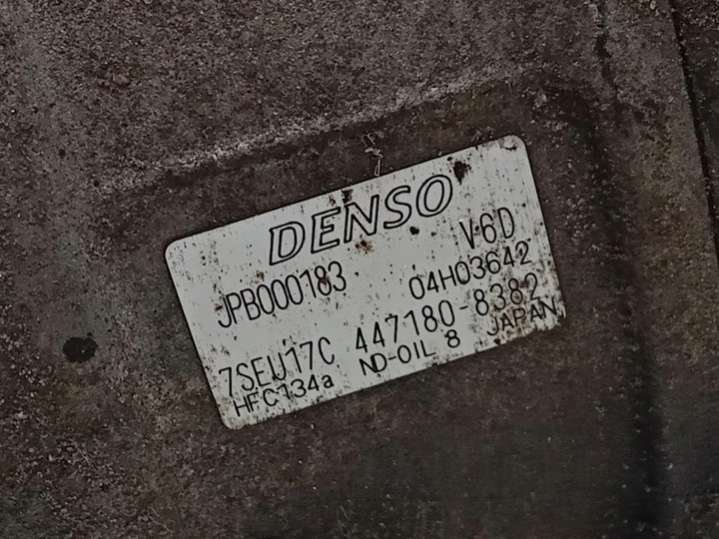 DENSO
JPB000183 V6D
04H03642
7SEU17C 447180-8382
HFC134a ND-OIL 8 JAPAN